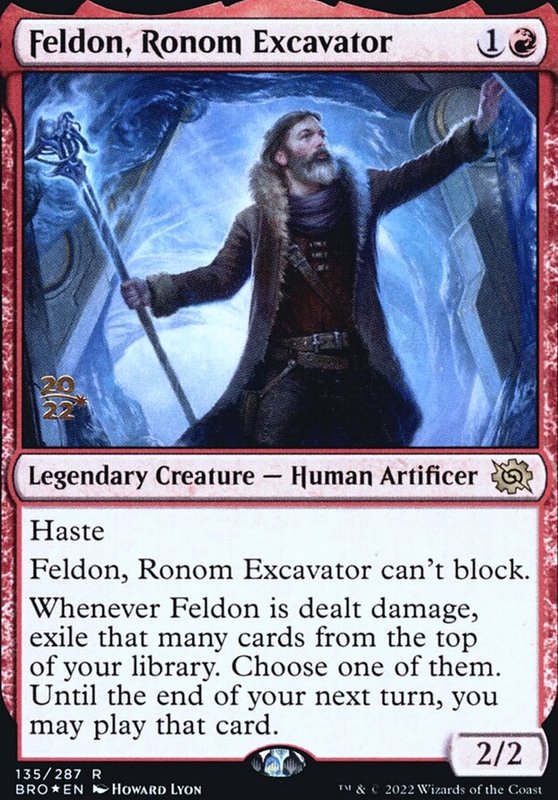 Feldon, Ronom Excavator 1
20
22
Legendary Creature — Human Artificer
Haste
Feldon, Ronom Excavator can't block.
Whenever Feldon is dealt damage,
exile that many cards from the top
of your library. Choose one of them.
Until the end of your next turn, you
may play that card.
2/2
135/287 R
BRO★EN Howard Lyon ™ & © 2022 Wizards of the Coast